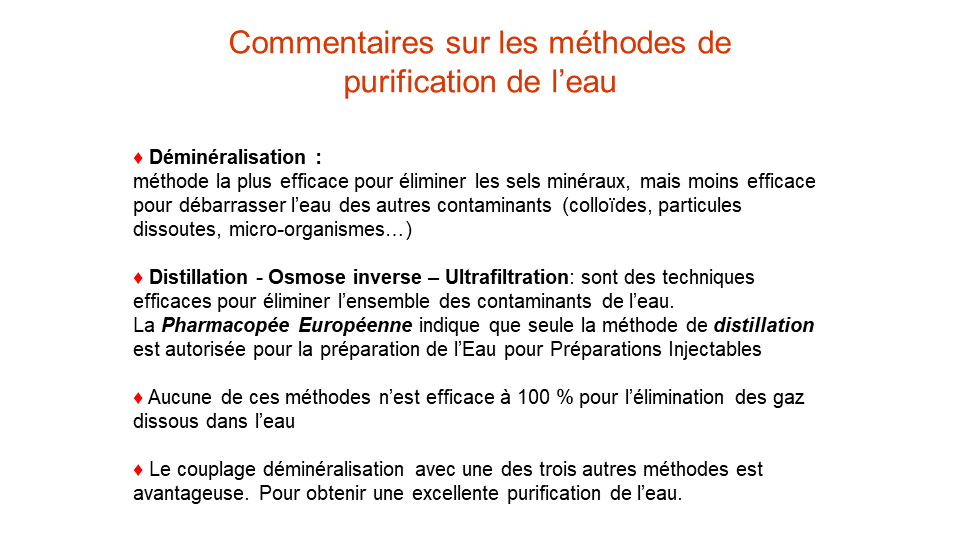 Commentaires sur les méthodes de
purification de l’eau
♦ Déminéralisation :
méthode la plus efficace pour éliminer les sels minéraux, mais moins efficace
pour débarrasser l’eau des autres contaminants (colloïdes, particules
dissoutes, micro-organismes…)
♦ Distillation - Osmose inverse – Ultrafiltration: sont des techniques
efficaces pour éliminer l’ensemble des contaminants de l’eau.
La Pharmacopée Européenne indique que seule la méthode de distillation
est autorisée pour la préparation de l’Eau pour Préparations Injectables
♦ Aucune de ces méthodes n’est efficace à 100 % pour l’élimination des gaz
dissous dans l’eau
♦ Le couplage déminéralisation avec une des trois autres méthodes est
avantageuse. Pour obtenir une excellente purification de l’eau.